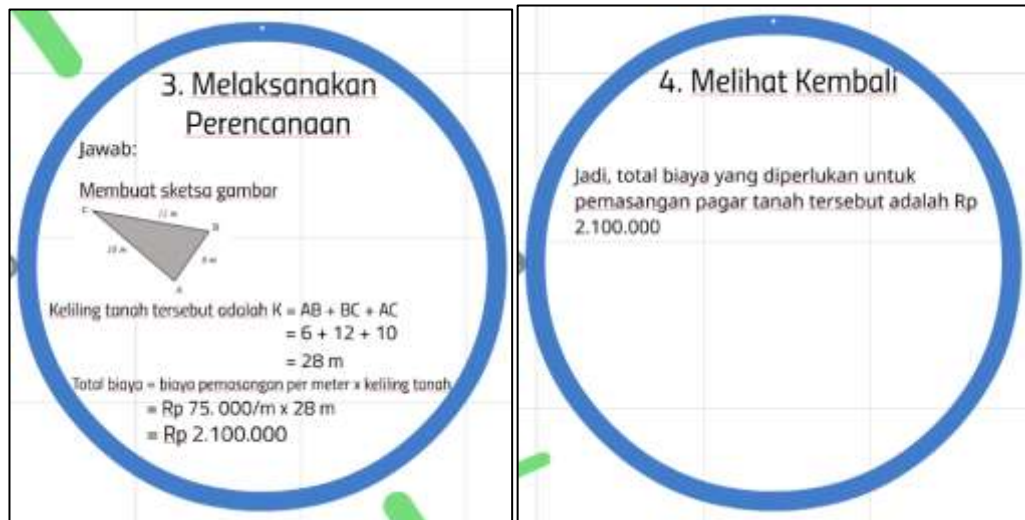 3. Melaksanakan
Perencanaan
Jawab:
Membuat sketsa gambar
C
B
A
Keliling tanah tersebut adalah K = AB + BC + AC
= 6 + 12 + 10
= 28 m
Total biaya = biaya pemasangan per meter x keliling tanah
= Rp 75. 000/m x 28 m
= Rp 2.100.000
4. Melihat Kembali
Jadi, total biaya yang diperlukan untuk
pemasangan pagar tanah tersebut adalah Rp
2.100.000